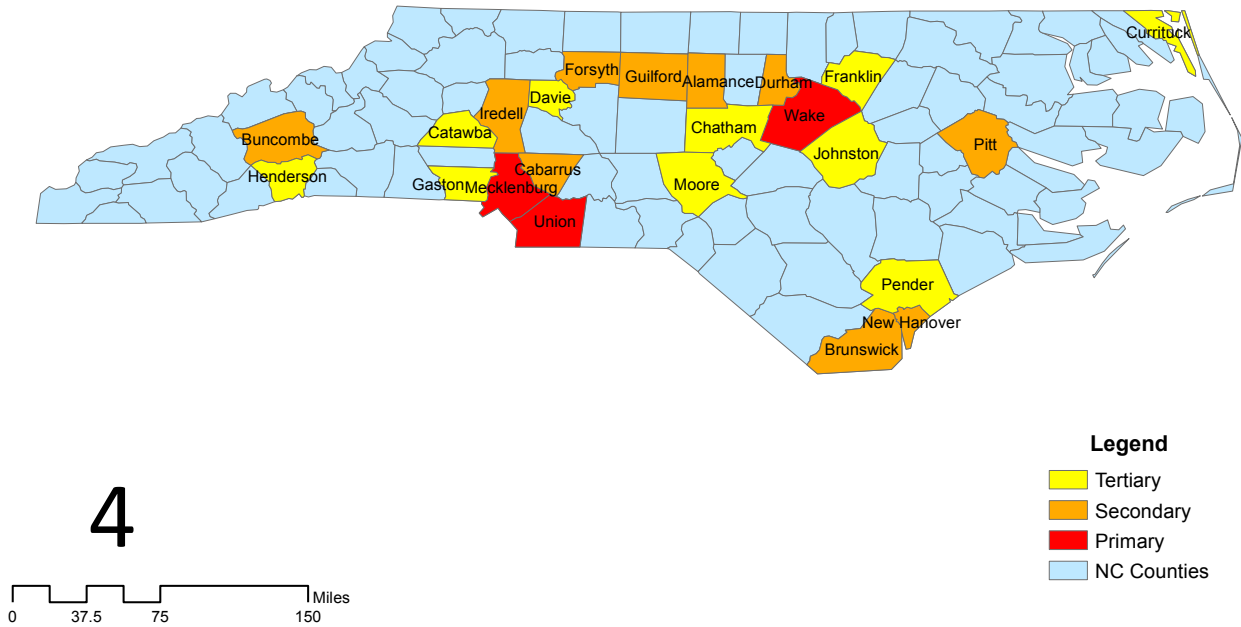 Currituck
Forsyth
Guilford
Alamance
Durham
Franklin
Davie
Iredell
Wake
Catawba
Chatham
Buncombe
Pitt
Johnston
Cabarrus
Henderson
Gaston
Mecklenburg
Moore
Union
Pender
New Hanover
Brunswick
Legend
Tertiary
Secondary
Primary
NC Counties
4
Miles
0 37.5 75 150